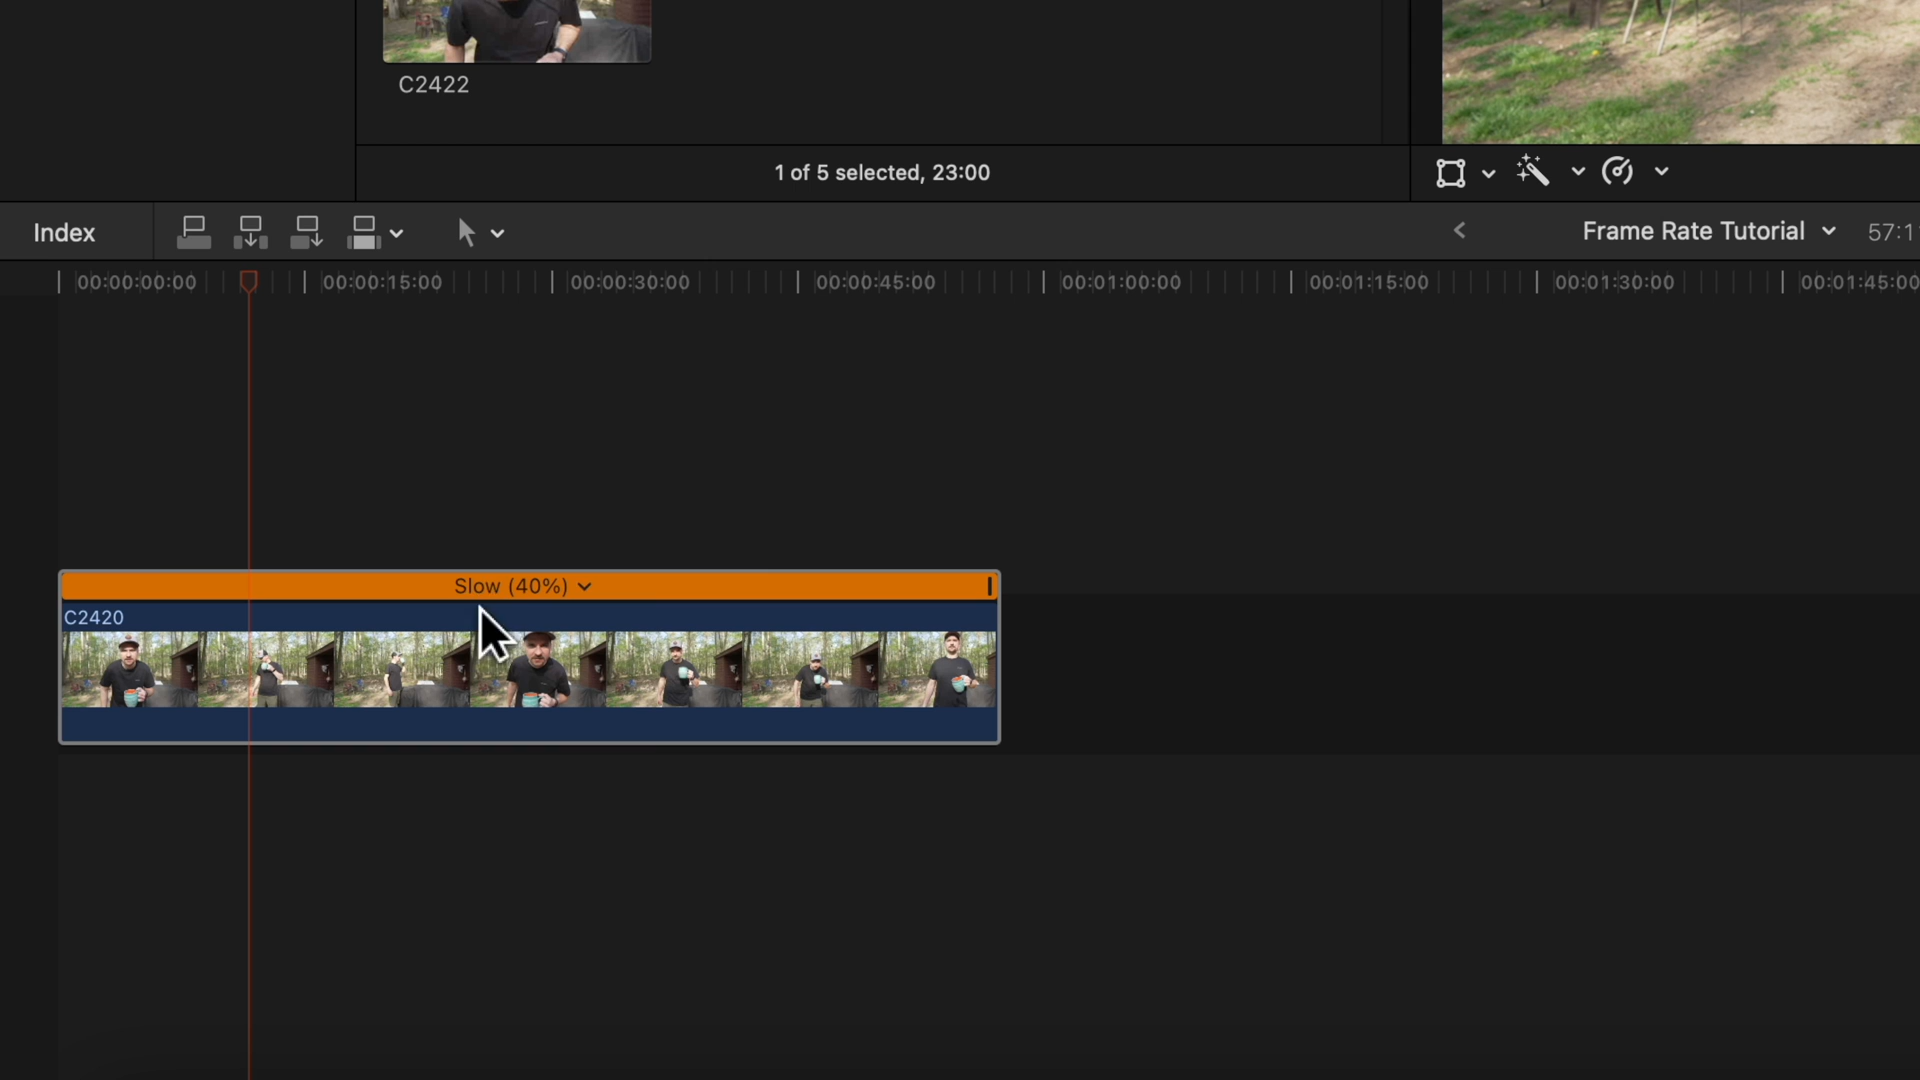 C2422
1 of 5 selected, 23:00
Index
Frame Rate Tutorial
57:1
00:00:00:00
00:00:15:00
00:00:30:00
00:00:45:00
00:01:00:00
00:01:15:00
00:01:30:00
00:01:45:00
Slow (40%)
C2420